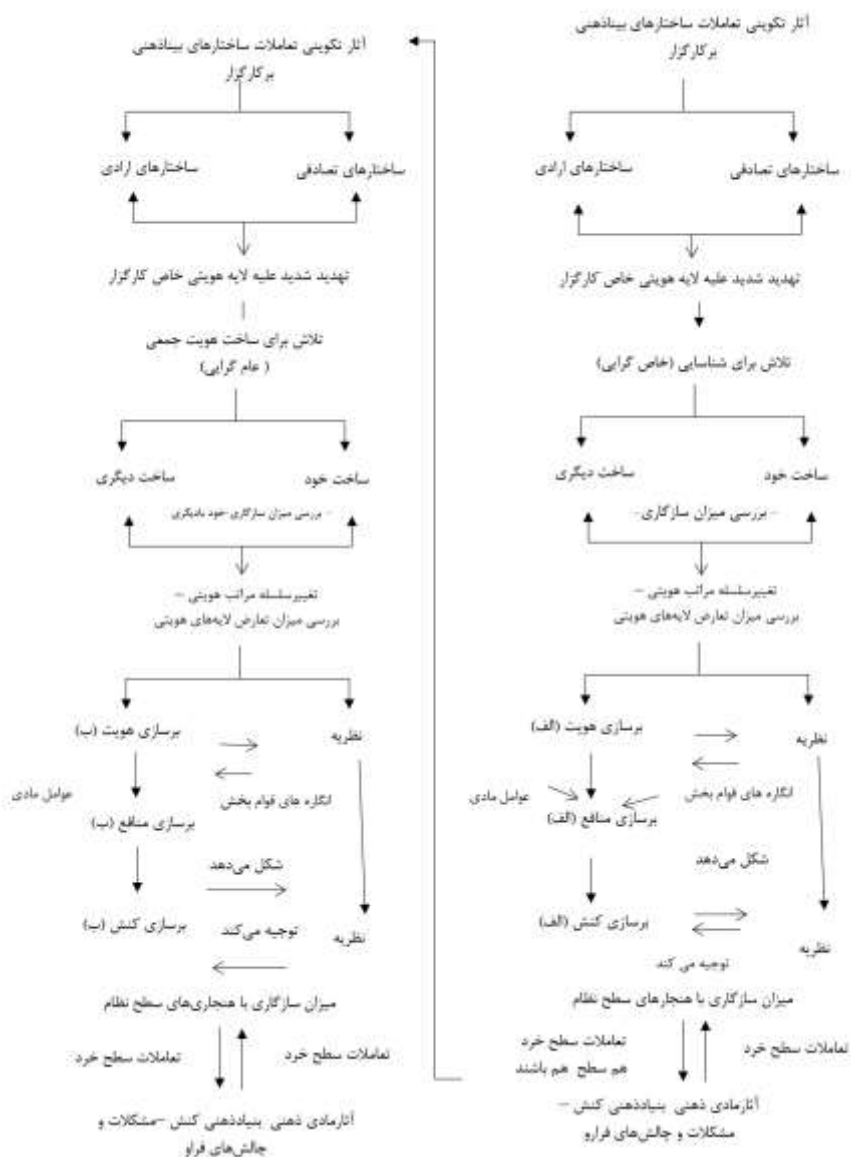 آثار تکوینی تعاملات ساختارهای بیناذهنی
برکارگزار
ساختارهای تصادفی
ساختارهای ارادی
تهدید شدید علیه لایه هویتی خاص کارگزار
تلاش برای شناسایی (خاص گرایی)
ساخت خود
ساخت دیگری
– بررسی میزان سازگاری-
تغییرسلسله مراتب هویتی –
بررسی میزان تعارض لایه‌های هویتی
نظریه
برسازی هویت (الف)
انگاره های قوام بخش
عوامل مادی
برسازی منافع (الف)
شکل می‌دهد
برسازی کنش (الف)
نظریه
توجیه می کند
میزان سازگاری با هنجارهای سطح نظام
تعاملات سطح خرد
تعاملات سطح خرد
هم سطح هم باشند
آثارمادی ذهنی بنیادذهنی کنش –
مشکلات و چالش‌های فرارو
آثار تکوینی تعاملات ساختارهای بیناذهنی
برکارگزار
ساختارهای تصادفی
ساختارهای ارادی
تهدید شدید علیه لایه هویتی خاص کارگزار
تلاش برای ساخت هویت جمعی
( عام گرایی)
ساخت خود
ساخت دیگری
- بررسی میزان سازگاری-خود بادیگری
تغییرسلسله مراتب هویتی –
بررسی میزان تعارض لایه‌های هویتی
نظریه
برسازی هویت (ب)
انگاره های قوام بخش
عوامل مادی
برسازی منافع (ب)
شکل می‌دهد
برسازی کنش (ب)
توجیه می‌کند
نظریه
میزان سازگاری با هنجاری‌های سطح نظام
تعاملات سطح خرد
تعاملات سطح خرد
آثارمادی ذهنی بنیادذهنی کنش –مشکلات و
چالش‌های فراو